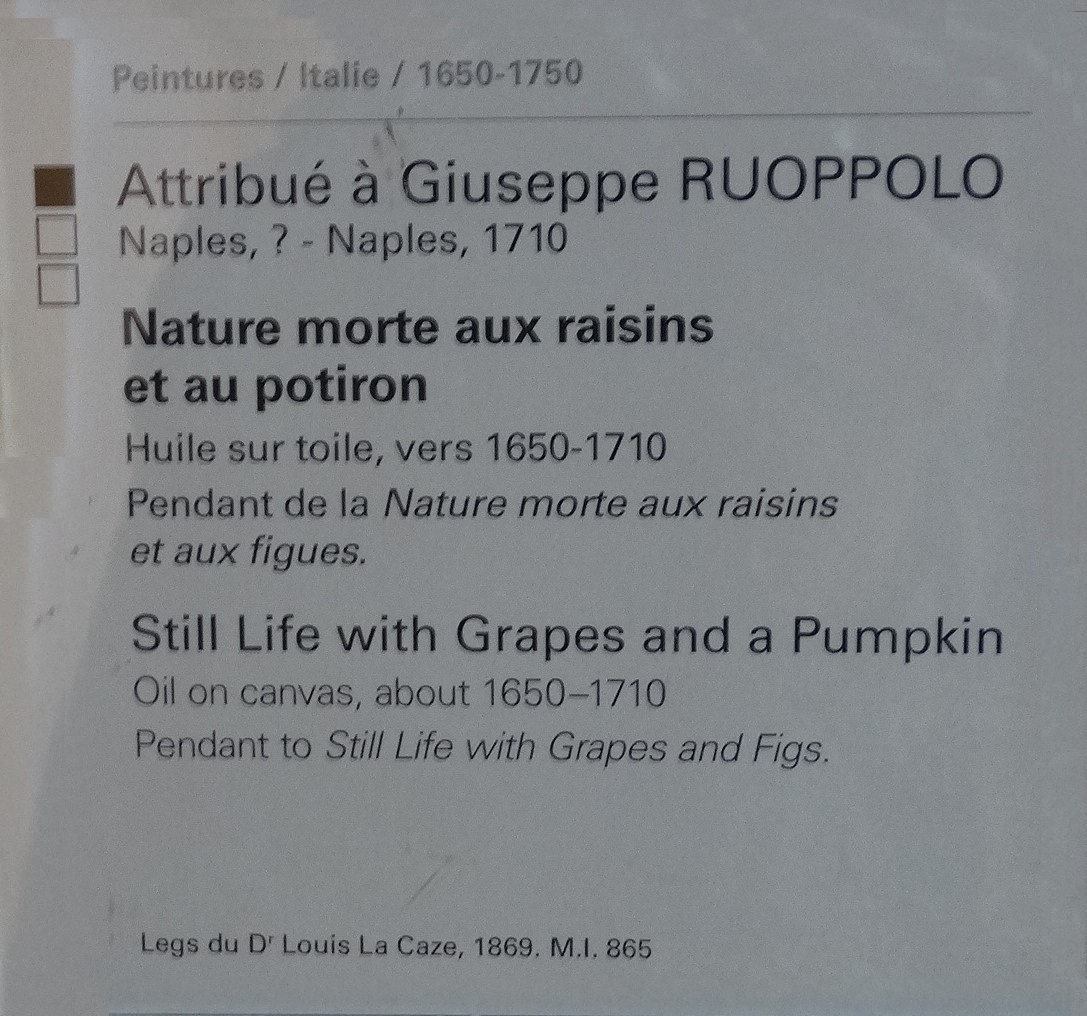 Peintures / Italie / 1650-1750
Attribué à Giuseppe RUOPPOLO
Naples, ? - Naples, 1710
Nature morte aux raisins
et au potiron
Huile sur toile, vers 1650-1710
Pendant de la Nature morte aux raisins
et aux figues.
Still Life with Grapes and a Pumpkin
Oil on canvas, about 1650–1710
Pendant to Still Life with Grapes and Figs.
Legs du Dʳ Louis La Caze, 1869. M.I. 865